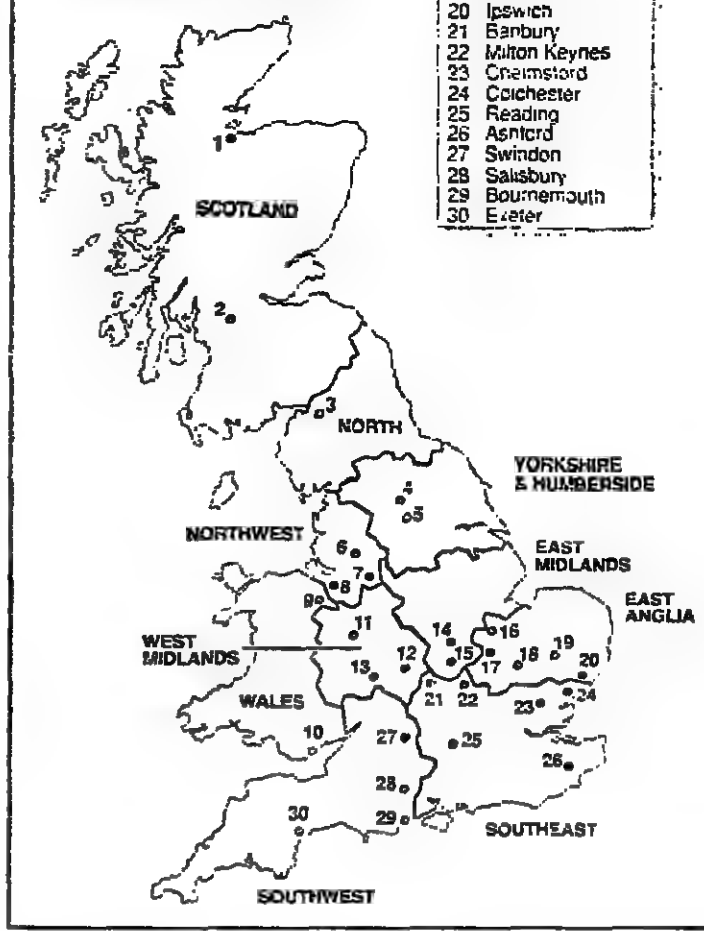 20 Ipswich
21 Banbury
22 Milton Keynes
23 Chelmsford
24 Colchester
25 Reading
26 Ashford
27 Swindon
28 Salisbury
29 Bournemouth
30 Exeter
1
SCOTLAND
2
3
NORTH
YORKSHIRE
& HUMBERSIDE
4
5
NORTHWEST
6
EAST
MIDLANDS
7
8
9
EAST
ANGLIA
11
14
16
WEST
MIDLANDS
12
15
17
18
19
20
13
21
22
23
24
WALES
10
27
25
26
28
29
30
SOUTHEAST
SOUTHWEST